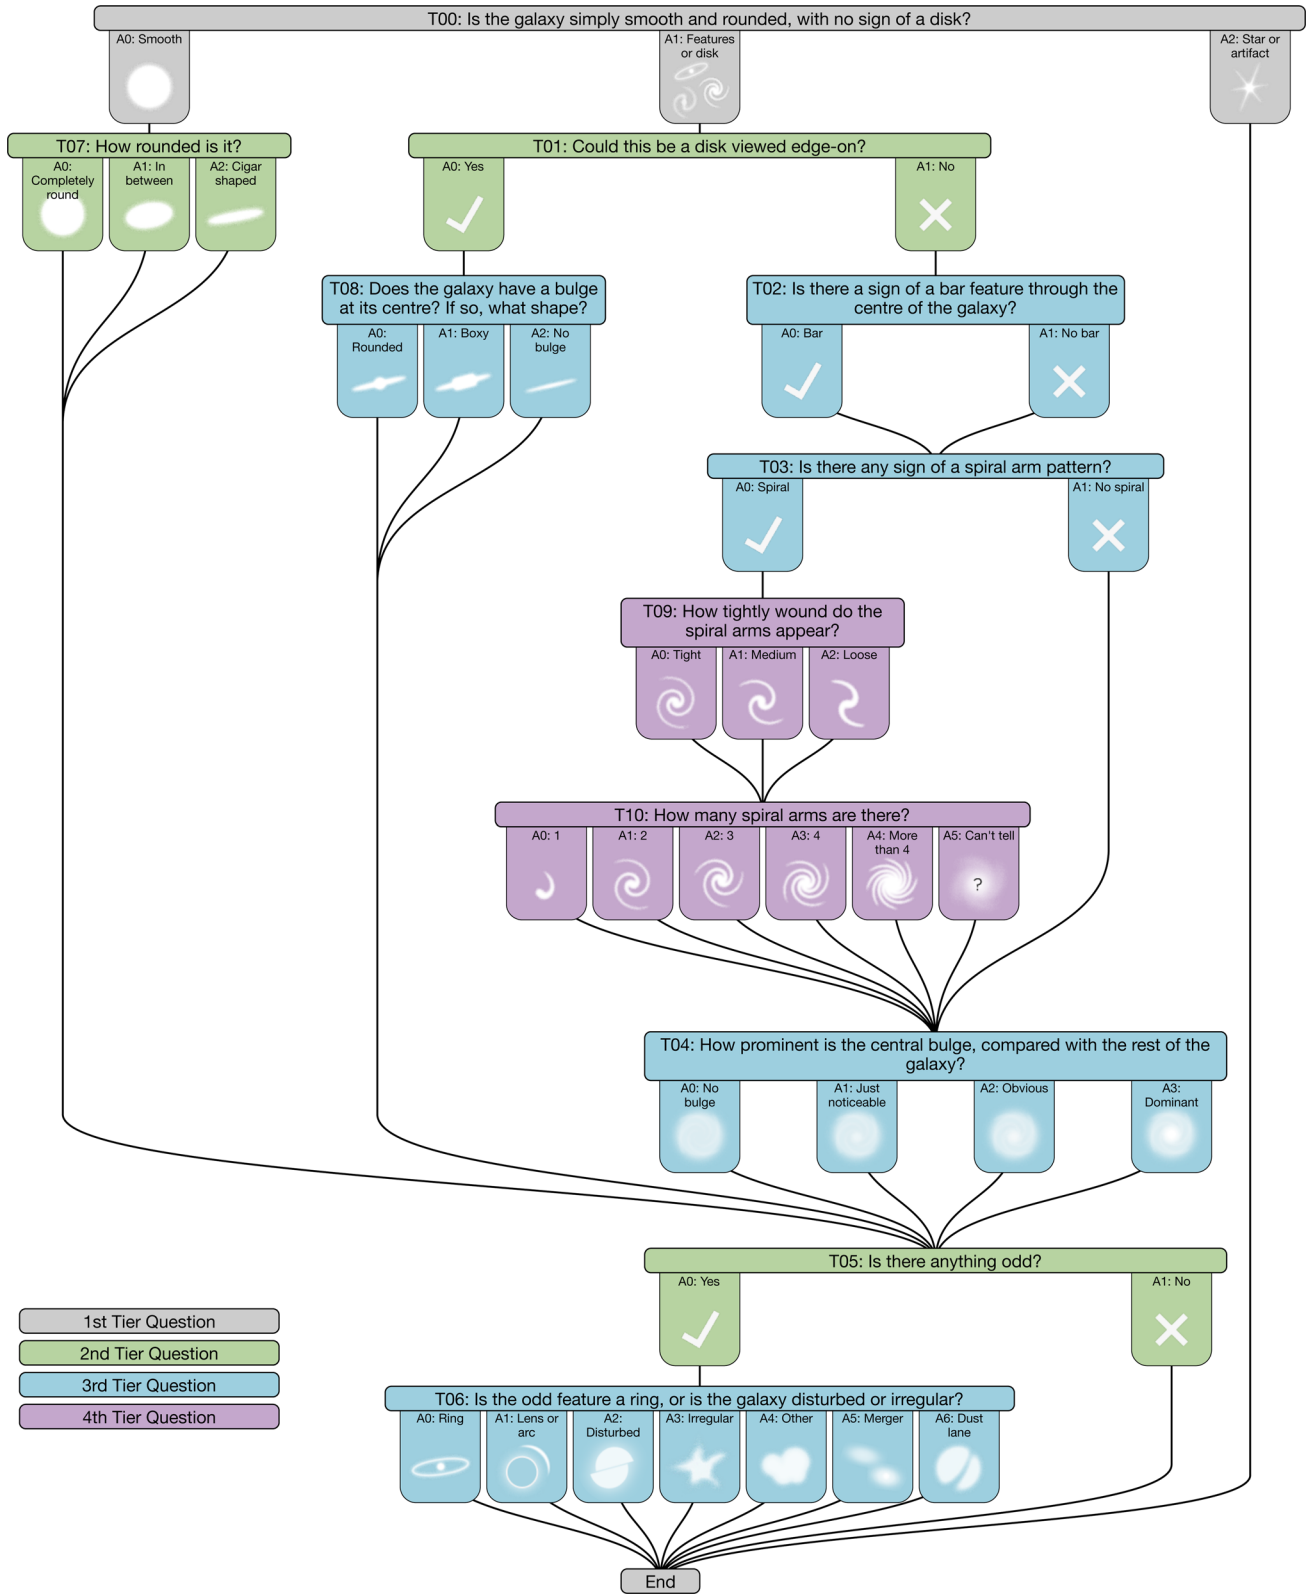 T00: Is the galaxy simply smooth and rounded, with no sign of a disk?
A0: Smooth
A1: Features
or disk
A2: Star or
artifact
T07: How rounded is it?
A0:
Completely
round
A1: In
between
A2: Cigar
shaped
T01: Could this be a disk viewed edge-on?
A0: Yes
A1: No
T08: Does the galaxy have a bulge
at its centre? If so, what shape?
A0:
Rounded
A1: Boxy
A2: No
bulge
T02: Is there a sign of a bar feature through the
centre of the galaxy?
A0: Bar
A1: No bar
T03: Is there any sign of a spiral arm pattern?
A0: Spiral
A1: No spiral
T09: How tightly wound do the
spiral arms appear?
A0: Tight
A1: Medium
A2: Loose
T10: How many spiral arms are there?
A0: 1
A1: 2
A2: 3
A3: 4
A4: More
than 4
A5: Can't tell
?
T04: How prominent is the central bulge, compared with the rest of the
galaxy?
A0: No
bulge
A1: Just
noticeable
A2: Obvious
A3:
Dominant
T05: Is there anything odd?
A0: Yes
A1: No
T06: Is the odd feature a ring, or is the galaxy disturbed or irregular?
A0: Ring
A1: Lens or
arc
A2:
Disturbed
A3: Irregular
A4: Other
A5: Merger
A6: Dust
lane
End
1st Tier Question
2nd Tier Question
3rd Tier Question
4th Tier Question